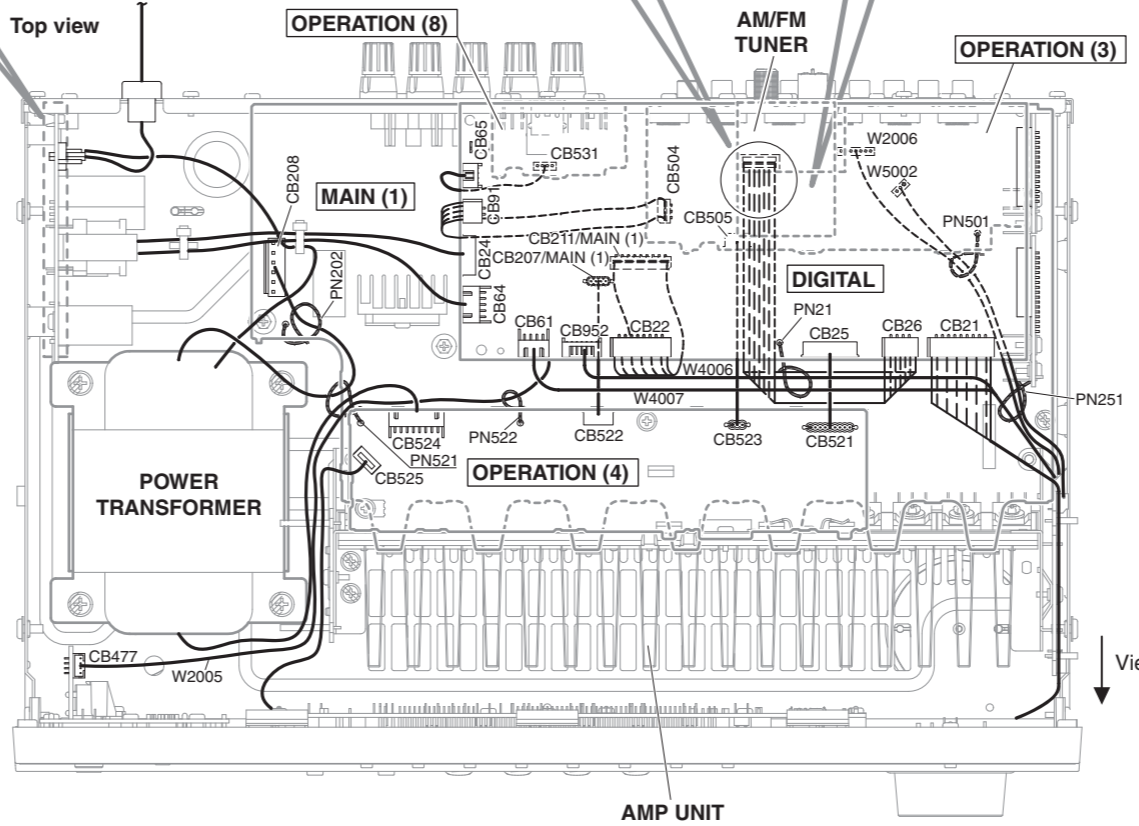 Top view
OPERATION (8)
AM/FM
TUNER
OPERATION (3)
CB65
CB531
CB504
W2006
W5002
CB208
MAIN (1)
CB91
CB505
PN501
CB211/MAIN (1)
CB207/MAIN (1)
CB24
PN202
DIGITAL
CB64
PN21
CB61
CB952
CB22
CB25
CB26
CB21
W4006
W4007
PN251
CB524
PN522
CB522
CB523
CB521
PN521
CB525
OPERATION (4)
POWER
TRANSFORMER
CB477
W2005
Vie
AMP UNIT